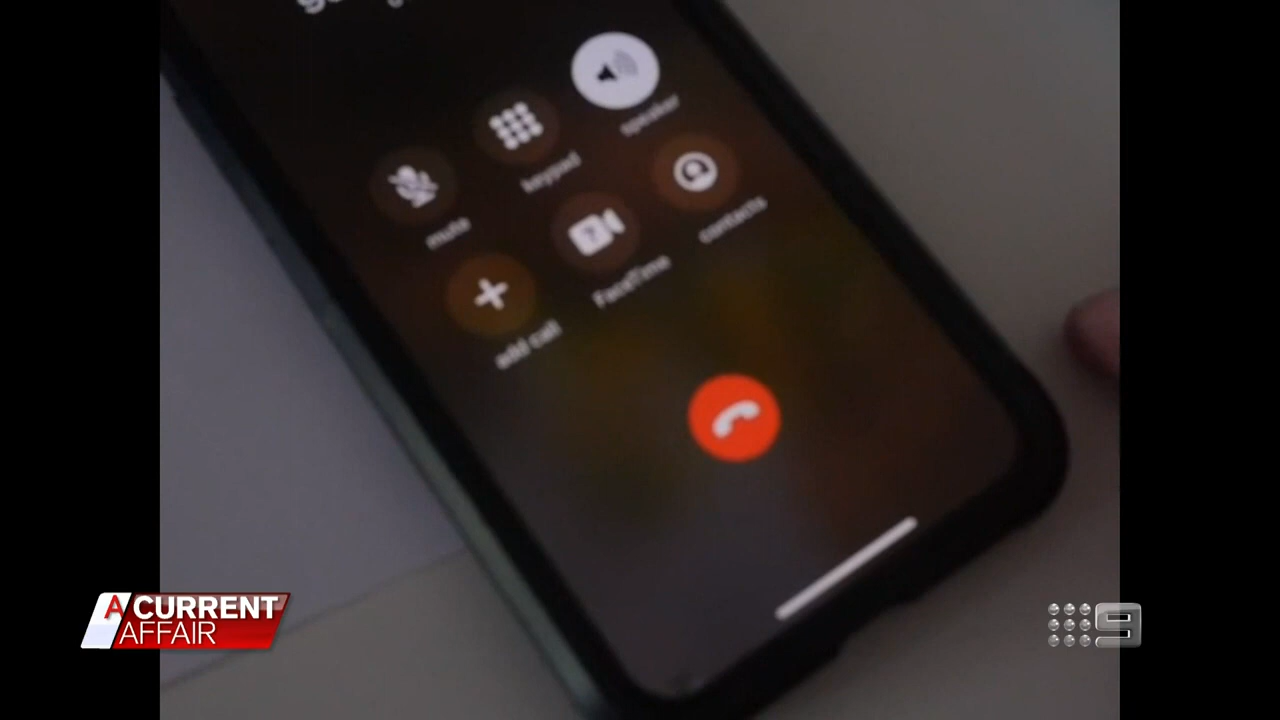 speaker
keypad
mute
contacts
FaceTime
add call
A CURRENT
AFFAIR
9